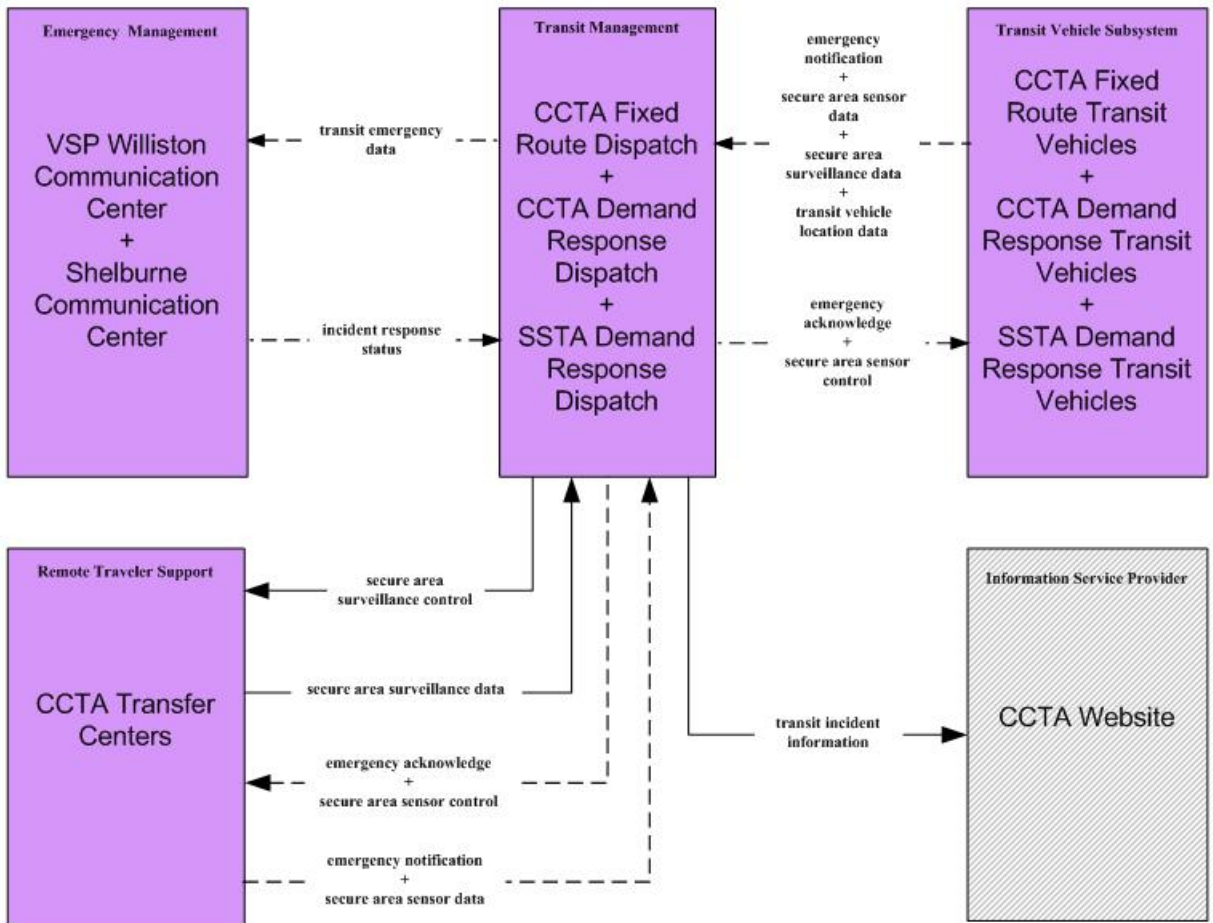 Emergency Management
VSP Williston
Communication
Center
+
Shelburne
Communication
Center
transit emergency
data
incident response
status
Transit Management
CCTA Fixed
Route Dispatch
+
CCTA Demand
Response
Dispatch
+
SSTA Demand
Response
Dispatch
emergency
notification
+
secure area sensor
data
+
secure area
surveillance data
+
transit vehicle
location data
emergency
acknowledge
+
secure area sensor
control
Transit Vehicle Subsystem
CCTA Fixed
Route Transit
Vehicles
+
CCTA Demand
Response Transit
Vehicles
+
SSTA Demand
Response Transit
Vehicles
Remote Traveler Support
CCTA Transfer
Centers
secure area
surveillance control
secure area surveillance data
emergency acknowledge
+
secure area sensor control
emergency notification
+
secure area sensor data
transit incident
information
Information Service Provider
CCTA Website